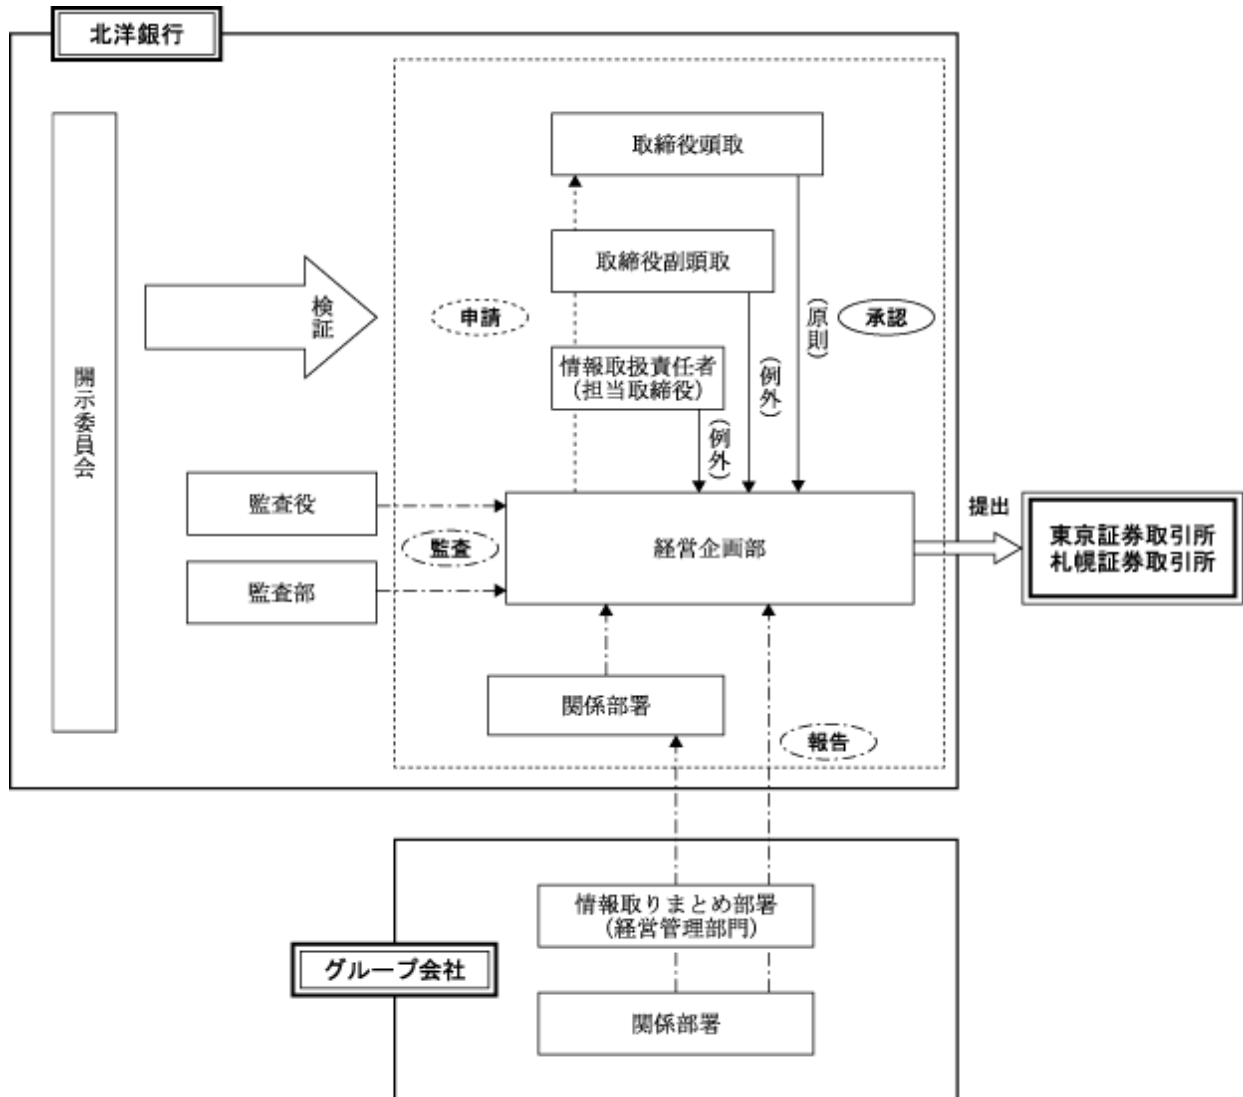 北洋銀行
取締役頭取
取締役副頭取
検証
申請
(原則)
承認
情報取扱責任者
(担当取締役)
(例外)
(例外)
開示委員会
監査役
監査
経営企画部
提出
東京証券取引所
札幌証券取引所
監査部
関係部署
報告
情報取りまとめ部署
(経営管理部門)
グループ会社
関係部署